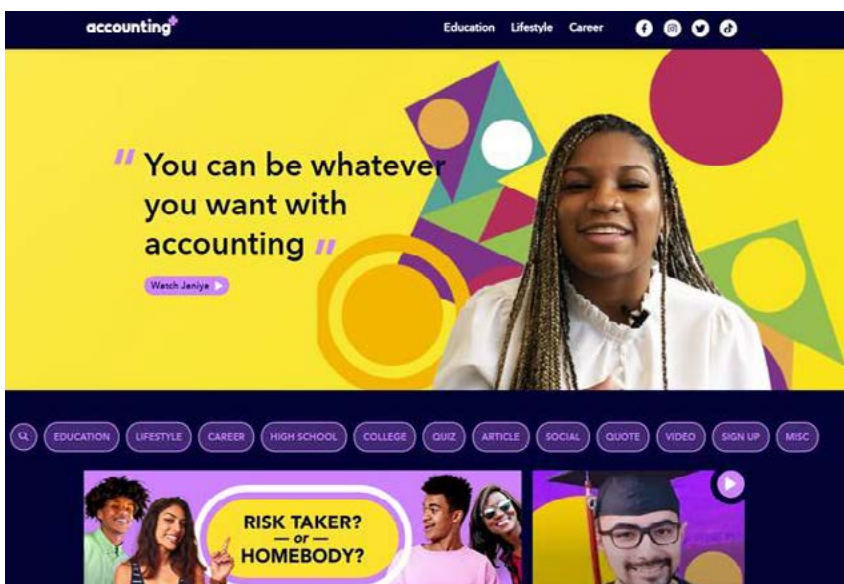 accounting+
Education Lifestyle Career
"You can be whatever
you want with
accounting"
Watch Janiya
EDUCATION LIFESTYLE CAREER HIGH SCHOOL COLLEGE QUIZ ARTICLE SOCIAL QUOTE VIDEO SIGN UP MISC
RISK TAKER?
— or —
HOMEBODY?